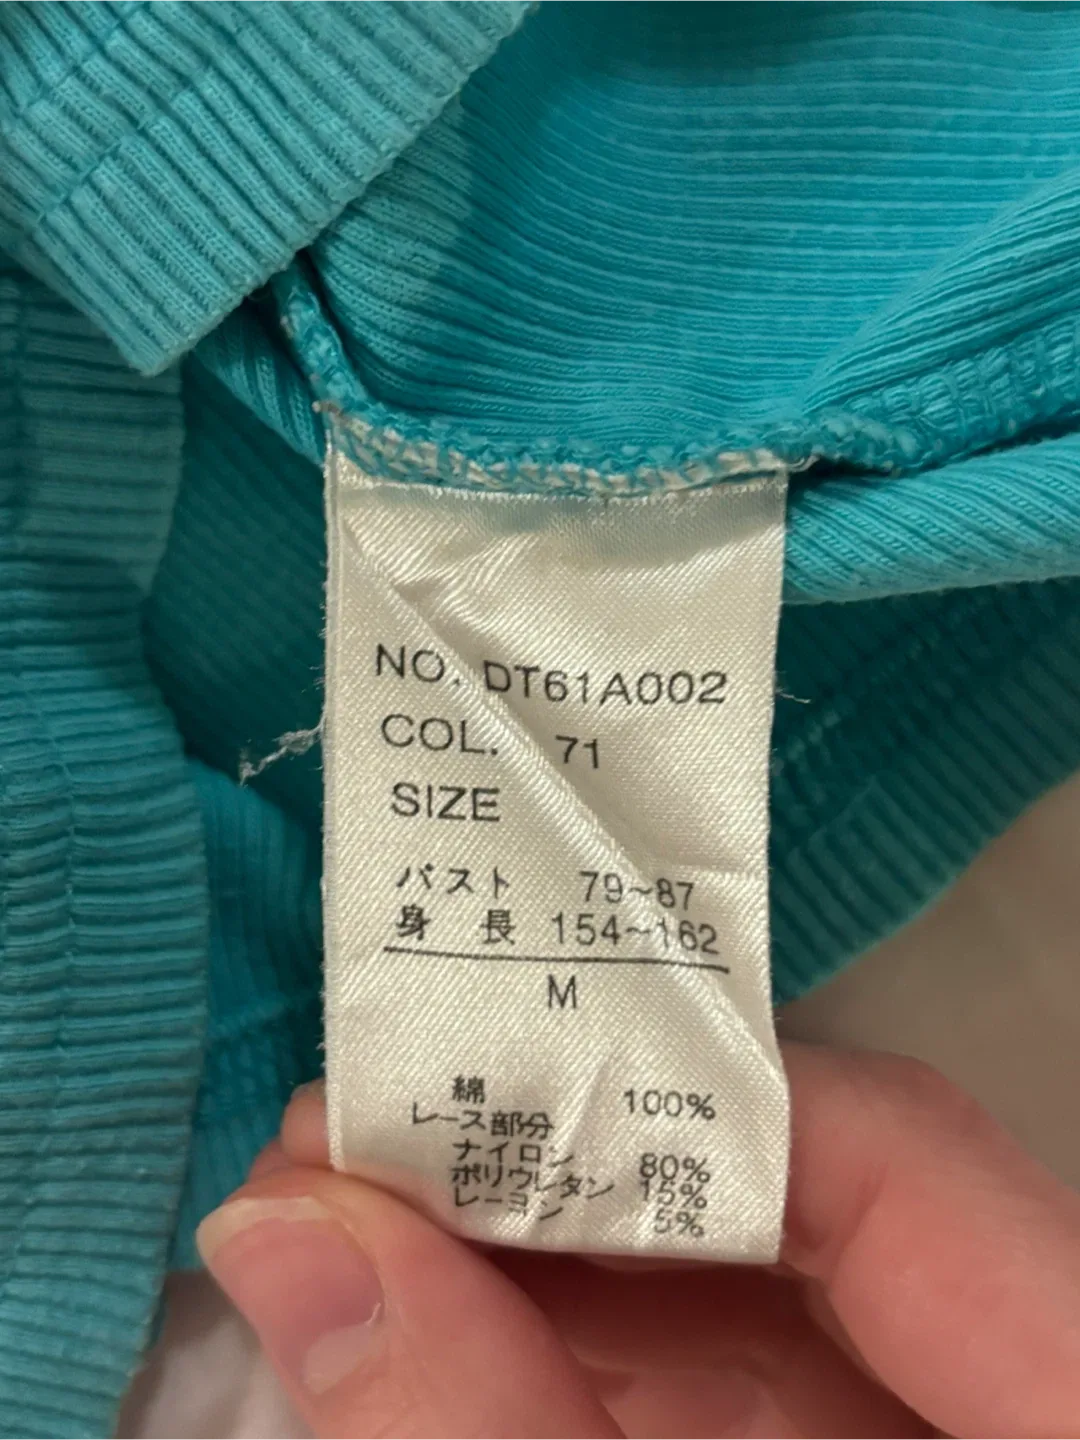 NO. DT61A002
COL. 71
SIZE
バスト 79~87
身 長 154~162
M
綿 100%
レース部分
ナイロン 80%
ポリウレタン 15%
レーヨン 5%